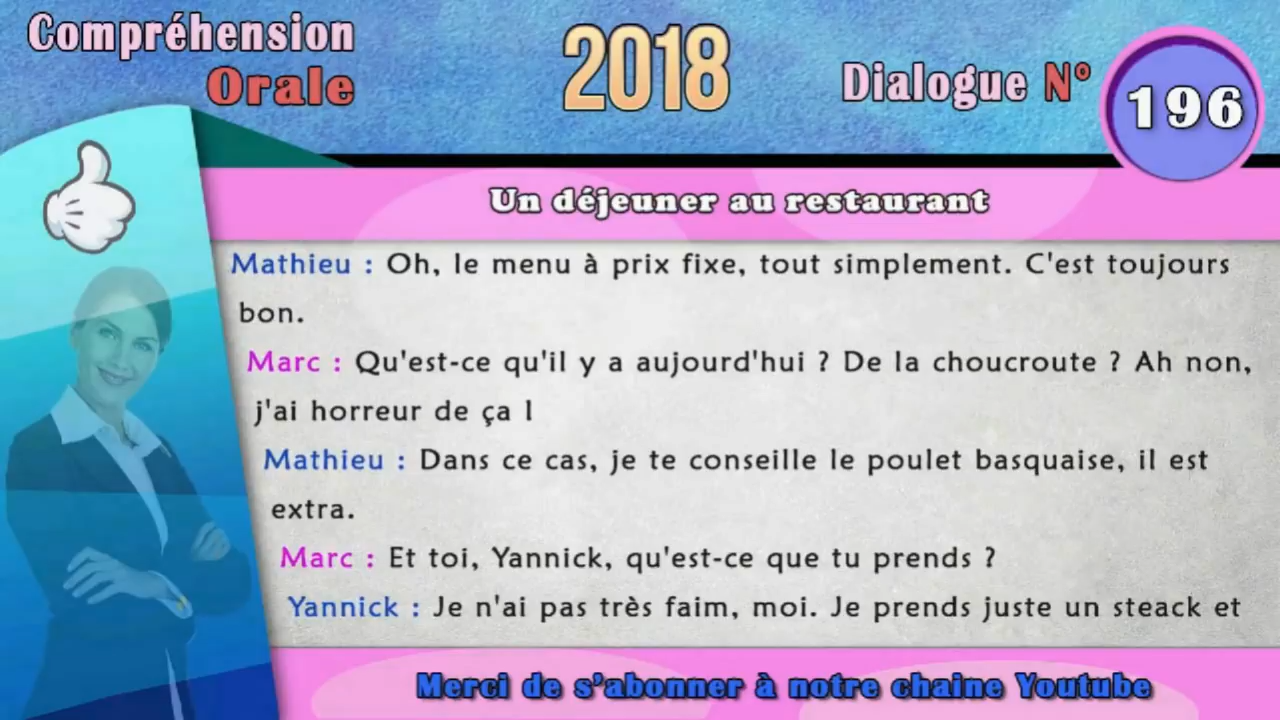 Compréhension
Orale
2018
Dialogue N°
196
Un déjeuner au restaurant
Mathieu : Oh, le menu à prix fixe, tout simplement. C'est toujours
bon.
Marc : Qu'est-ce qu'il y a aujourd'hui ? De la choucroute ? Ah non,
j'ai horreur de ça !
Mathieu : Dans ce cas, je te conseille le poulet basquaise, il est
extra.
Marc : Et toi, Yannick, qu'est-ce que tu prends ?
Yannick : Je n'ai pas très faim, moi. Je prends juste un steack et
Merci de s'abonner à notre chaine Youtube